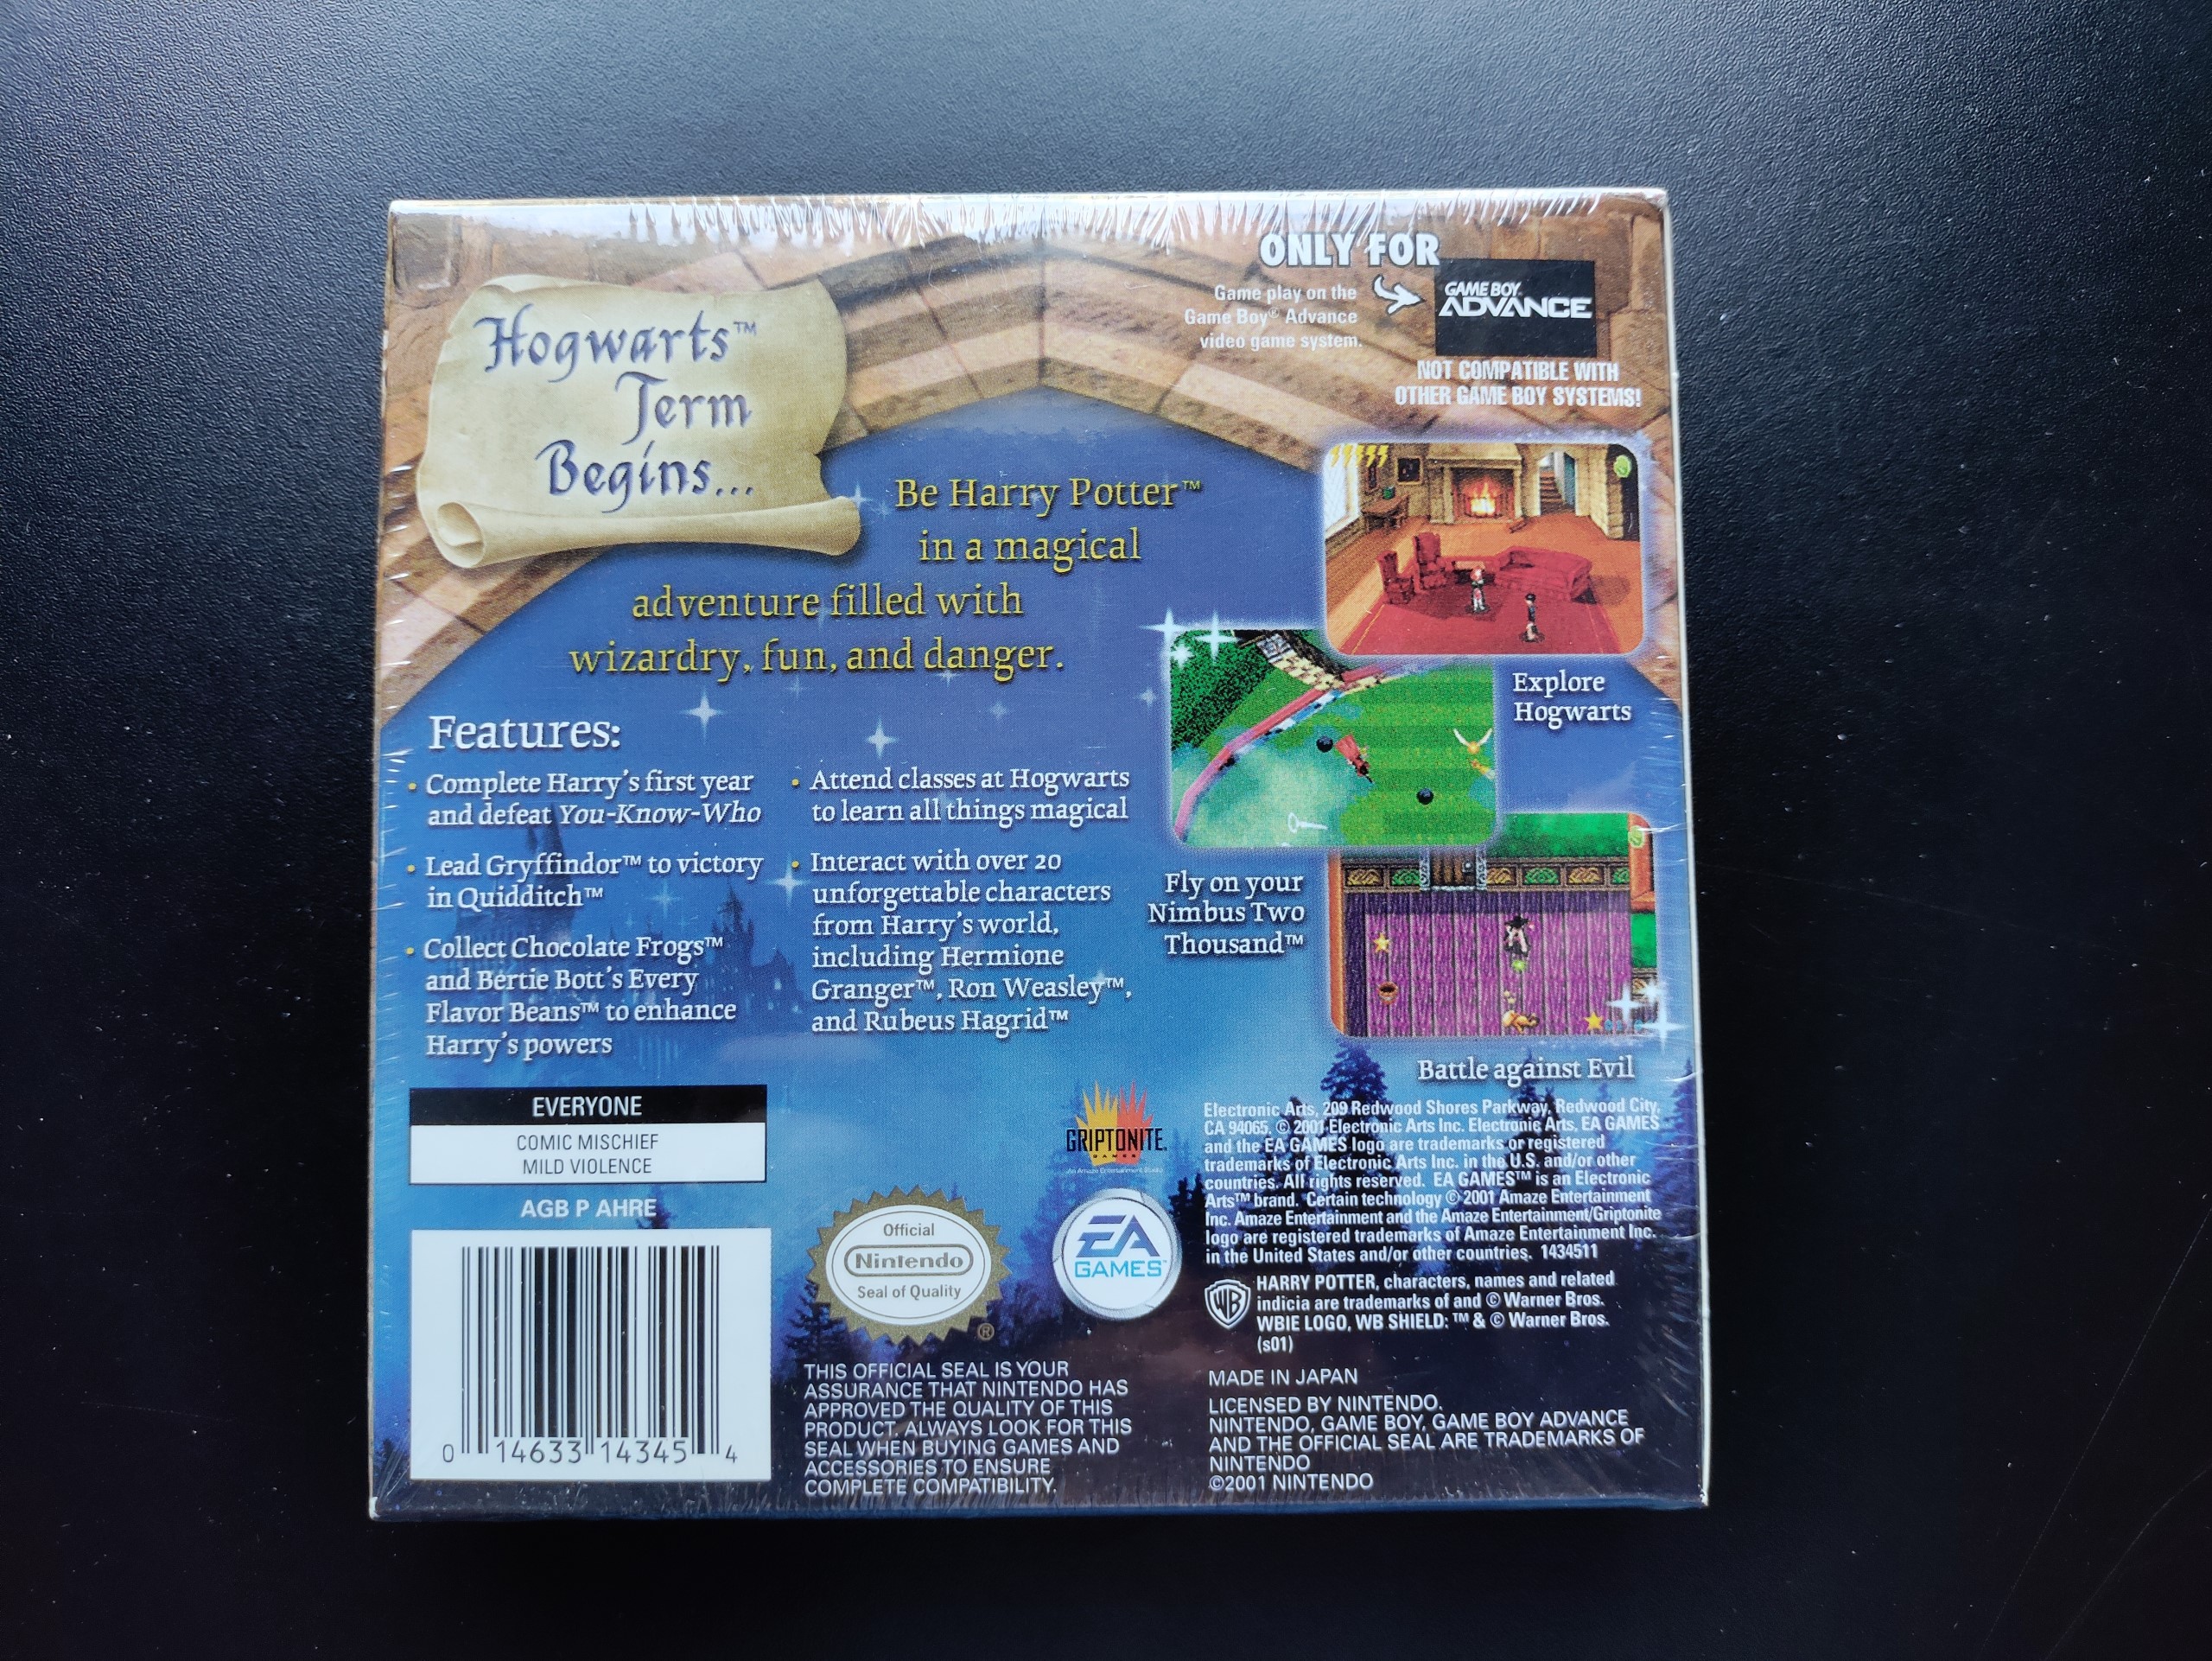 Hogwarts™
Term
Begins...
ONLY FOR
Game play on the
Game Boy® Advance
video game system.
GAME BOY
ADVANCE
NOT COMPATIBLE WITH
OTHER GAME BOY SYSTEMS!
Be Harry Potter™
in a magical
adventure filled with
wizardry, fun, and danger.
Explore
Hogwarts
Features:
• Complete Harry's first year
and defeat You-Know-Who
• Lead Gryffindor™ to victory
in Quidditch™
• Collect Chocolate Frogs™
and Bertie Bott's Every
Flavor Beans™ to enhance
Harry's powers
• Attend classes at Hogwarts
to learn all things magical
• Interact with over 20
unforgettable characters
from Harry's world,
including Hermione
Granger™, Ron Weasley™,
and Rubeus Hagrid™
Fly on your
Nimbus Two
Thousand™
Battle against Evil
EVERYONE
COMIC MISCHIEF
MILD VIOLENCE
AGB P AHRE
0 14633 14345 4
GRIPTONITE
GAMES
An Amaze Entertainment Studio
Official
Nintendo
Seal of Quality
®
EA
GAMES™
THIS OFFICIAL SEAL IS YOUR
ASSURANCE THAT NINTENDO HAS
APPROVED THE QUALITY OF THIS
PRODUCT. ALWAYS LOOK FOR THIS
SEAL WHEN BUYING GAMES AND
ACCESSORIES TO ENSURE
COMPLETE COMPATIBILITY.
Electronic Arts, 209 Redwood Shores Parkway, Redwood City,
CA 94065. © 2001 Electronic Arts Inc. Electronic Arts, EA GAMES
and the EA GAMES logo are trademarks or registered
trademarks of Electronic Arts Inc. in the U.S. and/or other
countries. All rights reserved. EA GAMES™ is an Electronic
Arts™ brand. Certain technology © 2001 Amaze Entertainment
Inc. Amaze Entertainment and the Amaze Entertainment/Griptonite
logo are registered trademarks of Amaze Entertainment Inc.
in the United States and/or other countries. 1434511
WB
HARRY POTTER, characters, names and related
indicia are trademarks of and © Warner Bros.
WBIE LOGO, WB SHIELD: ™ & © Warner Bros.
(s01)
MADE IN JAPAN
LICENSED BY NINTENDO.
NINTENDO, GAME BOY, GAME BOY ADVANCE
AND THE OFFICIAL SEAL ARE TRADEMARKS OF
NINTENDO
©2001 NINTENDO